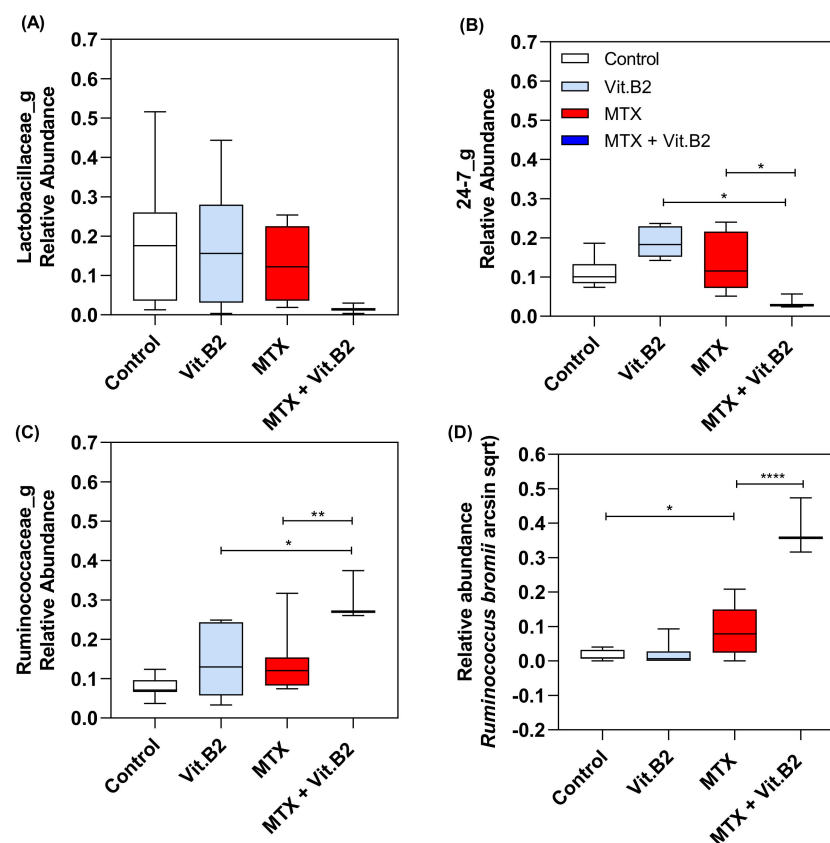 (A)
Lactobacillaceae_g
Relative Abundance
0.7
0.6
0.5
0.4
0.3
0.2
0.1
0.0
Control
Vit.B2
MTX
MTX + Vit.B2
(B)
24-7_g
Relative Abundance
0.7
0.6
0.5
0.4
0.3
0.2
0.1
0.0
Control
Vit.B2
MTX
MTX + Vit.B2
*
*
Control
Vit.B2
MTX
MTX + Vit.B2
(C)
Ruminococcaceae_g
Relative Abundance
0.7
0.6
0.5
0.4
0.3
0.2
0.1
0.0
**
*
Control
Vit.B2
MTX
MTX + Vit.B2
(D)
Relative abundance
Ruminococcus bromii arcsin sqrt)
0.6
0.5
0.4
0.3
0.2
0.1
0.0
-0.1
-0.2
****
*
Control
Vit.B2
MTX
MTX + Vit.B2